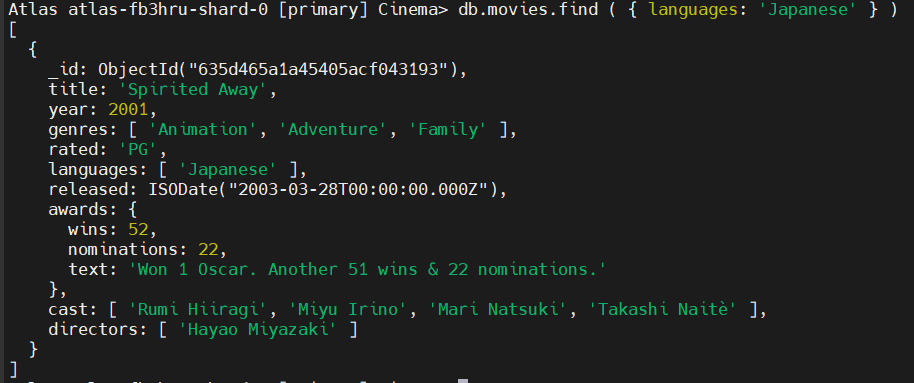 Atlas atlas-fb3hru-shard-0 [primary] Cinema> db.movies.find ( { languages: 'Japanese' } )
[
  {
    _id: ObjectId("635d465a1a45405acf043193"),
    title: 'Spirited Away',
    year: 2001,
    genres: [ 'Animation', 'Adventure', 'Family' ],
    rated: 'PG',
    languages: [ 'Japanese' ],
    released: ISODate("2003-03-28T00:00:00.000Z"),
    awards: {
      wins: 52,
      nominations: 22,
      text: 'Won 1 Oscar. Another 51 wins & 22 nominations.'
    },
    cast: [ 'Rumi Hiiragi', 'Miyu Irino', 'Mari Natsuki', 'Takashi Naitè' ],
    directors: [ 'Hayao Miyazaki' ]
  }
]